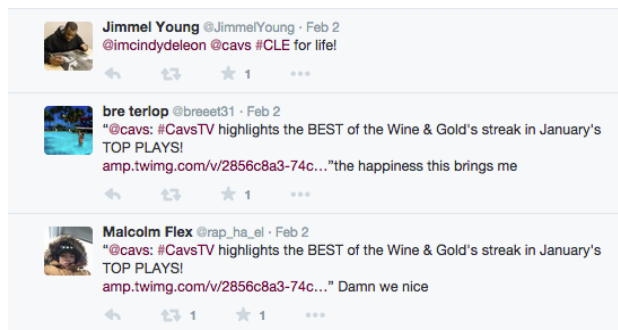 Jimmel Young @JimmelYoung · Feb 2
@imcindydeleon @cavs #CLE for life!
1
bre terlop @breeet31 · Feb 2
“@cavs: #CavsTV highlights the BEST of the Wine & Gold's streak in January's
TOP PLAYS!
amp.twimg.com/v/2856c8a3-74c…”the happiness this brings me
1
Malcolm Flex @rap_ha_el · Feb 2
“@cavs: #CavsTV highlights the BEST of the Wine & Gold's streak in January's
TOP PLAYS!
amp.twimg.com/v/2856c8a3-74c…” Damn we nice
1 1